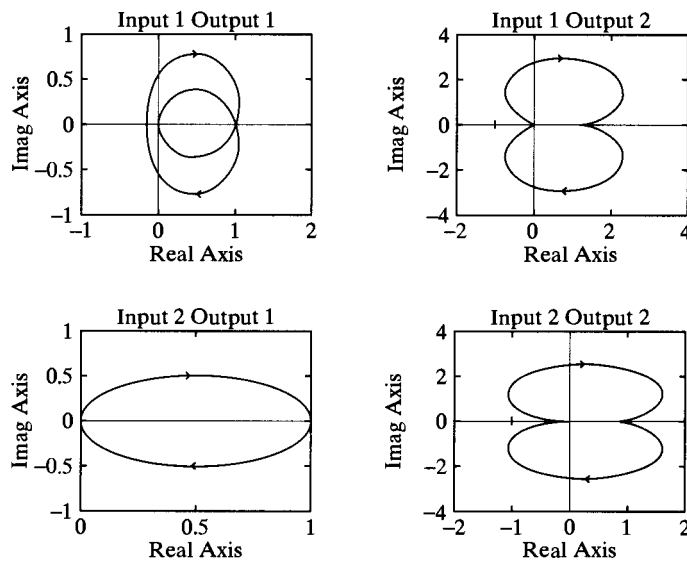 Input 1 Output 1
1
0.5
0
−0.5
−1
Imag Axis
−1 0 1 2
Real Axis
Input 1 Output 2
4
2
0
−2
−4
Imag Axis
−2 0 2 4
Real Axis
Input 2 Output 1
1
0.5
0
−0.5
−1
Imag Axis
0 0.5 1
Real Axis
Input 2 Output 2
4
2
0
−2
−4
Imag Axis
−2 −1 0 1 2
Real Axis